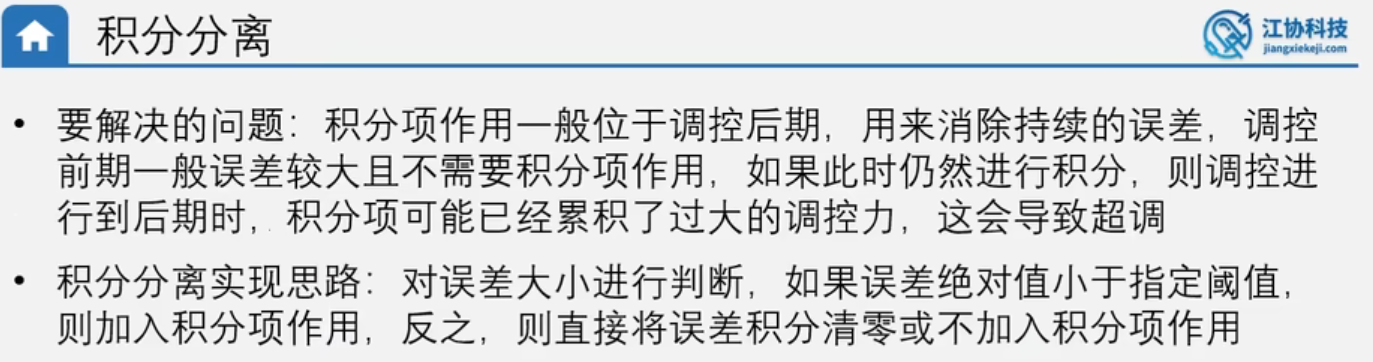 积分分离
江协科技
jiangxiekeji.com
• 要解决的问题：积分项作用一般位于调控后期，用来消除持续的误差，调控
前期一般误差较大且不需要积分项作用，如果此时仍然进行积分，则调控进
行到后期时，积分项可能已经累积了过大的调控力，这会导致超调
• 积分分离实现思路：对误差大小进行判断，如果误差绝对值小于指定阈值，
则加入积分项作用，反之，则直接将误差积分清零或不加入积分项作用